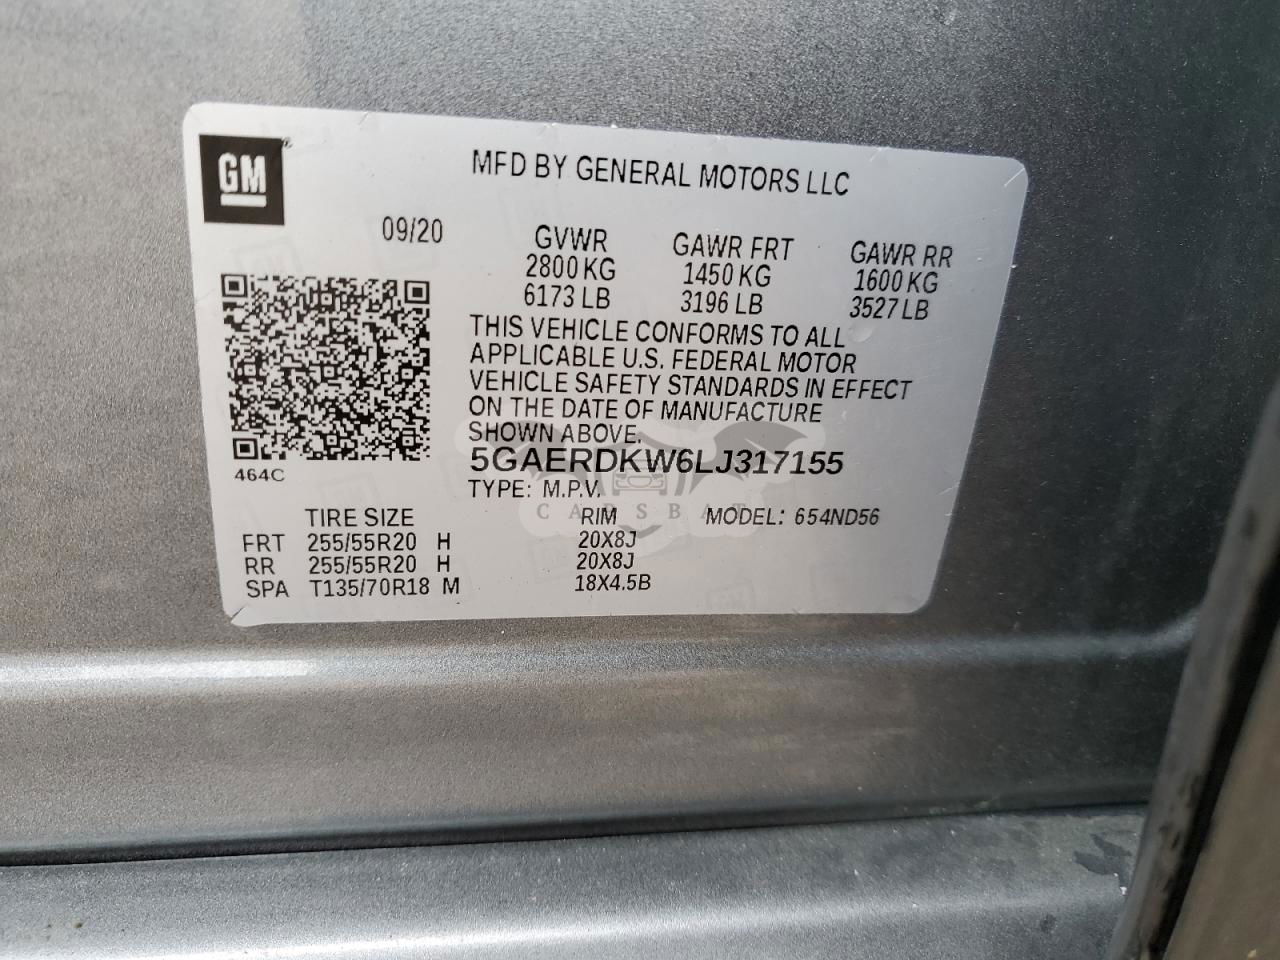 GM
MFD BY GENERAL MOTORS LLC
09/20
GVWR GAWR FRT GAWR RR
2800 KG 1450 KG 1600 KG
6173 LB 3196 LB 3527 LB
THIS VEHICLE CONFORMS TO ALL
APPLICABLE U.S. FEDERAL MOTOR
VEHICLE SAFETY STANDARDS IN EFFECT
ON THE DATE OF MANUFACTURE
SHOWN ABOVE.
464C
5GAERDKW6LJ317155
TYPE: M.P.V.
CARSBAT
TIRE SIZE RIM MODEL: 654ND56
FRT 255/55R20 H 20X8J
RR 255/55R20 H 20X8J
SPA T135/70R18 M 18X4.5B